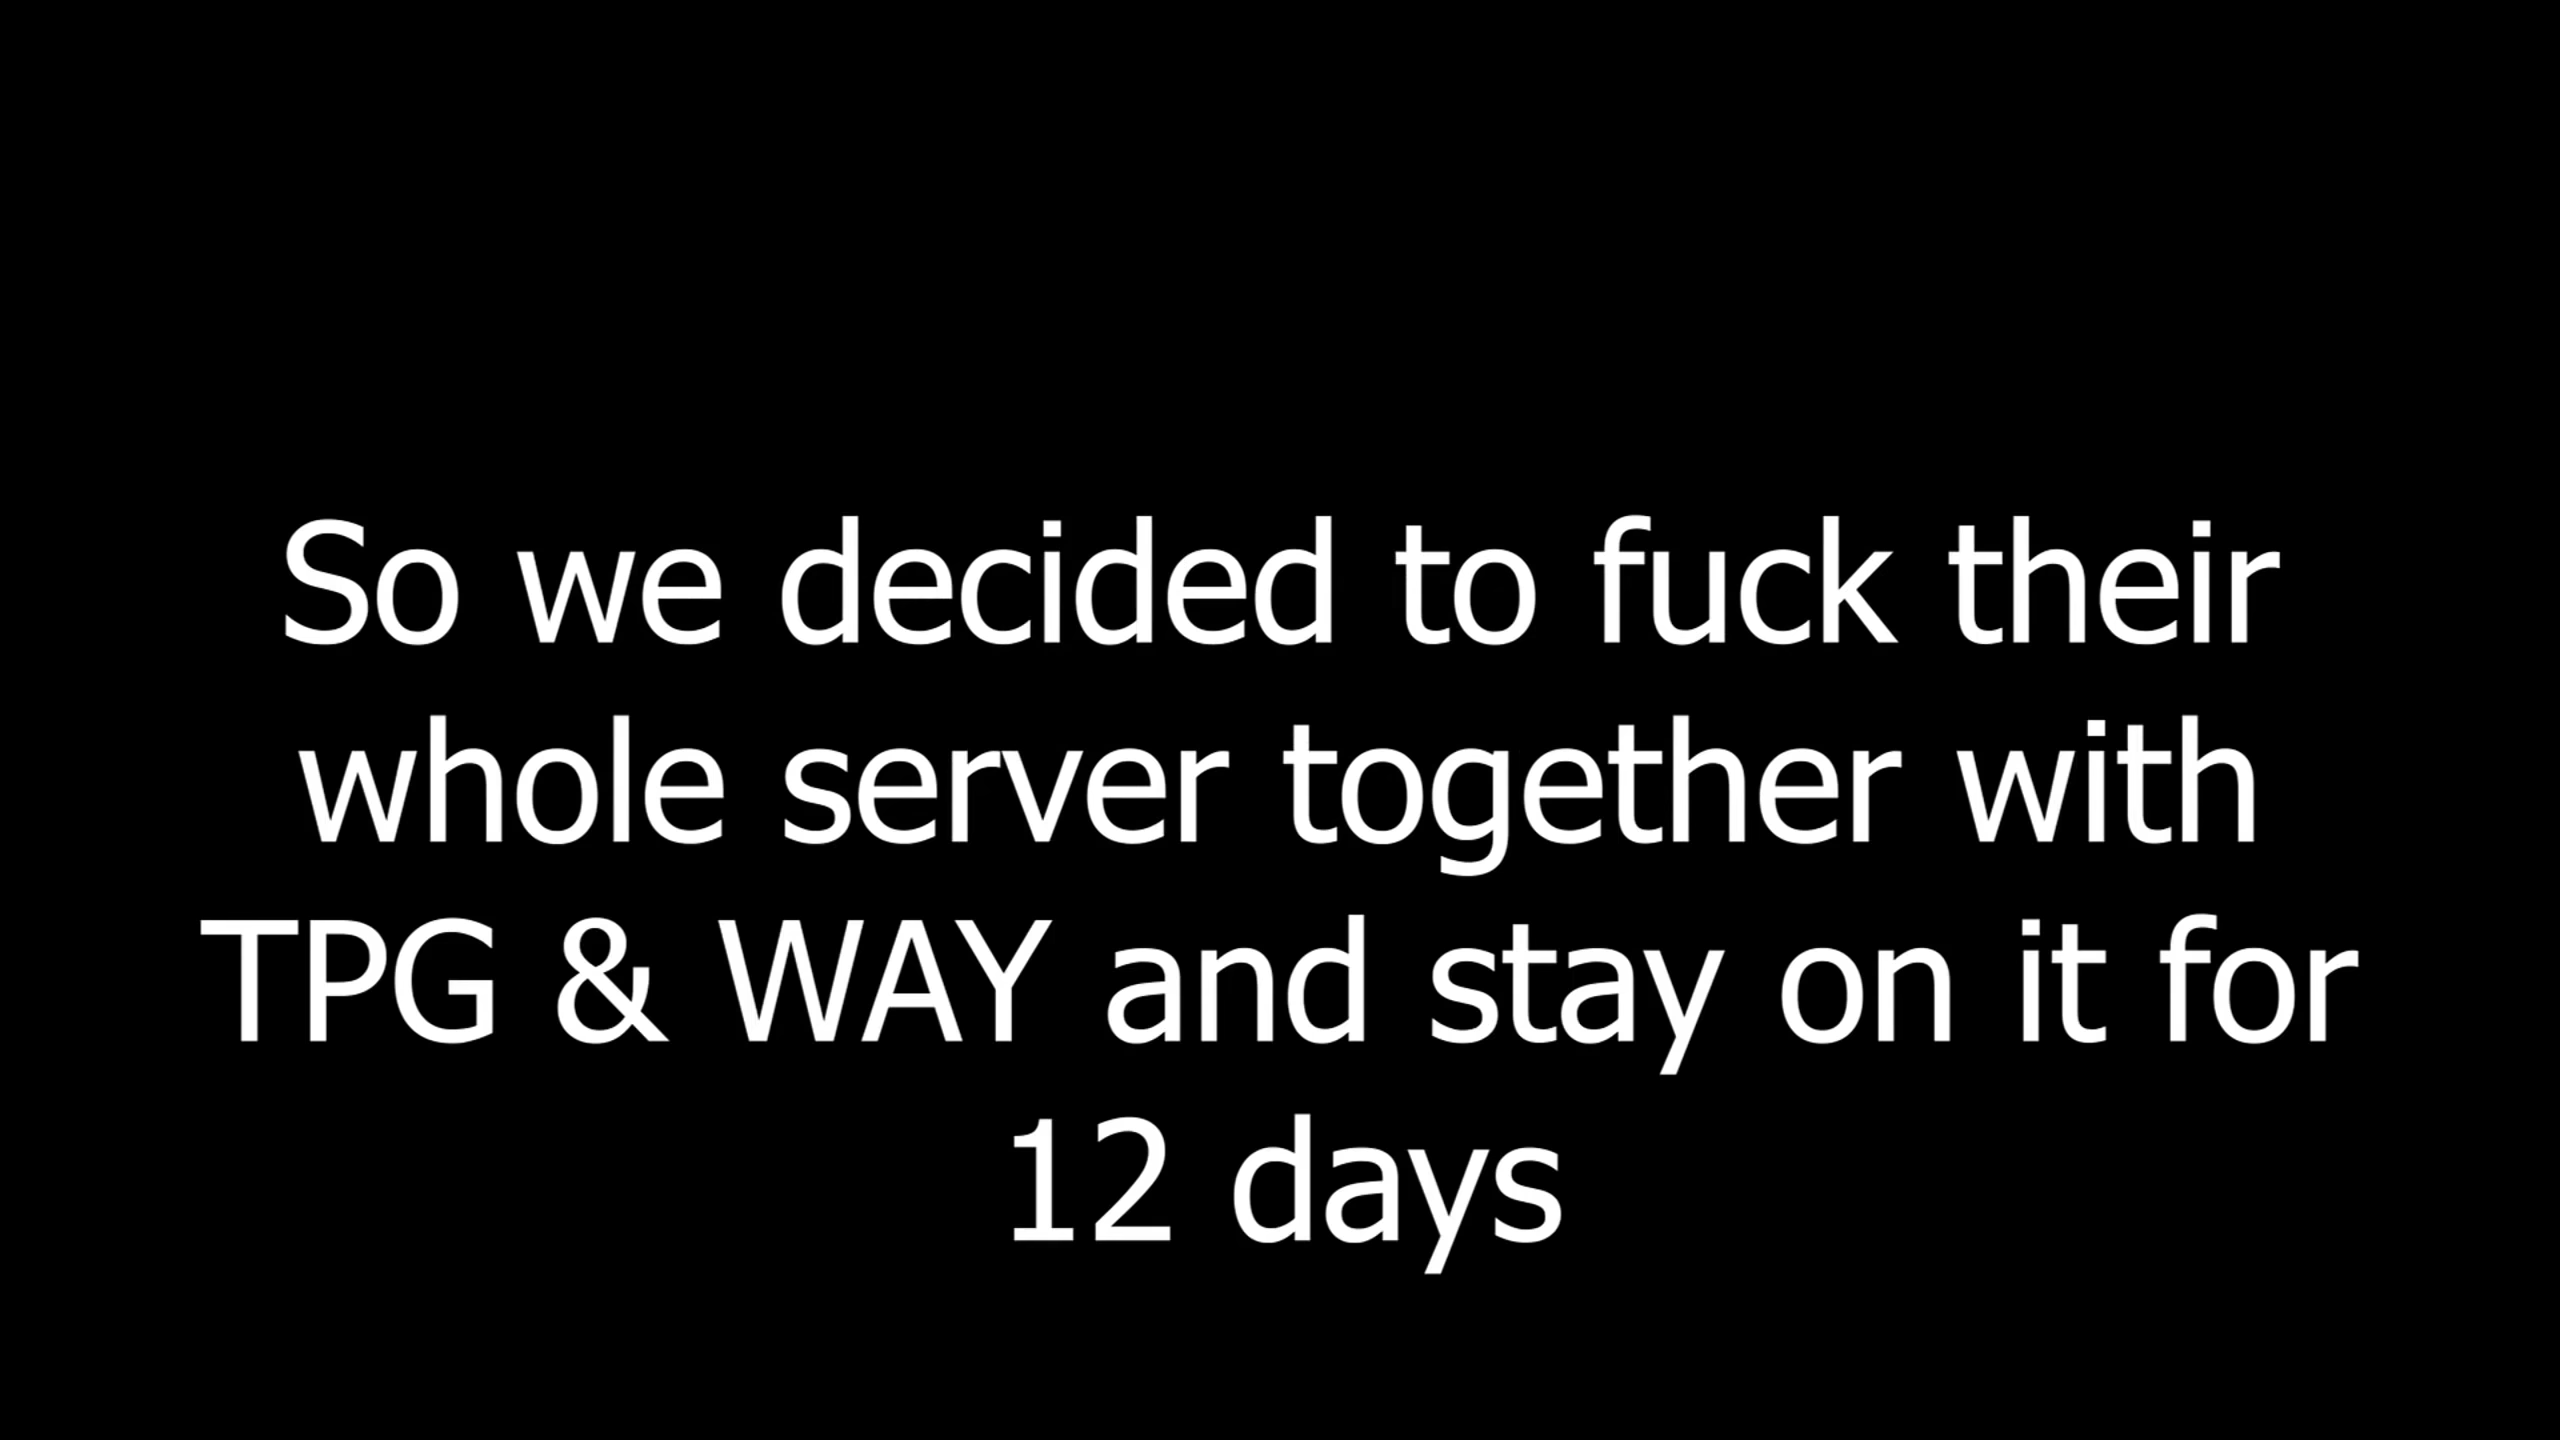 So we decided to fuck their
whole server together with
TPG & WAY and stay on it for
12 days